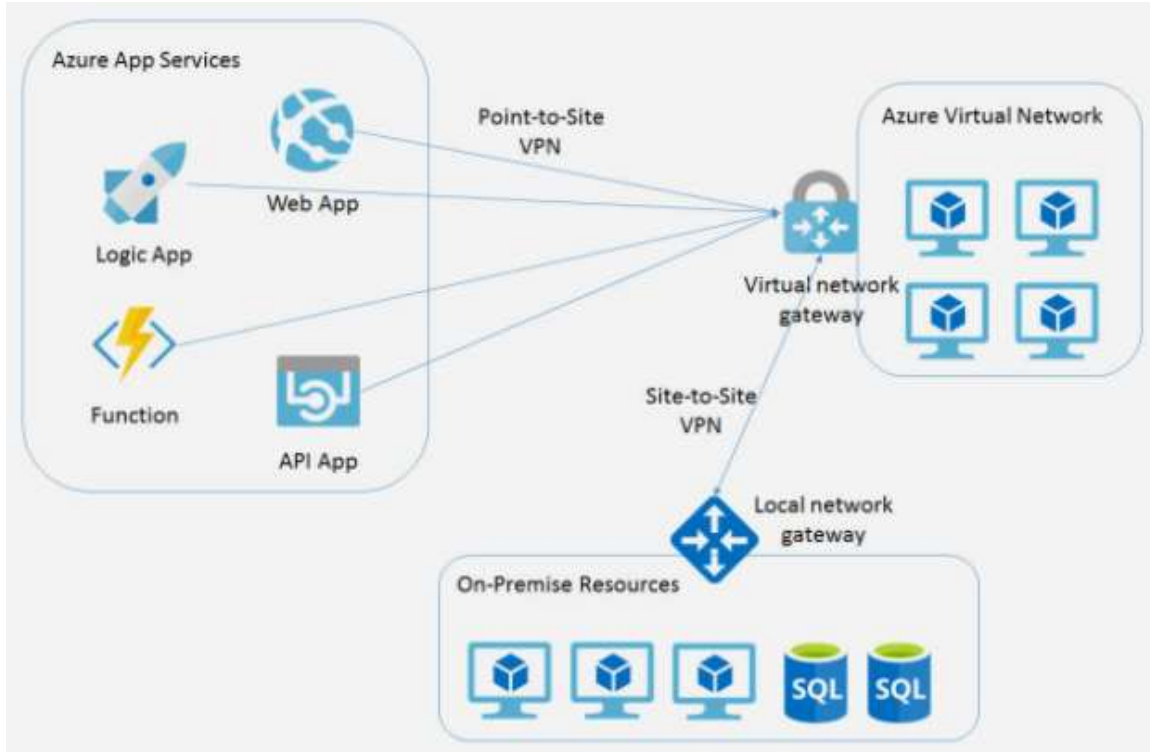 Azure App Services
Web App
Logic App
Function
API App
Point-to-Site
VPN
Azure Virtual Network
Virtual network
gateway
Site-to-Site
VPN
Local network
gateway
On-Premise Resources
SQL
SQL